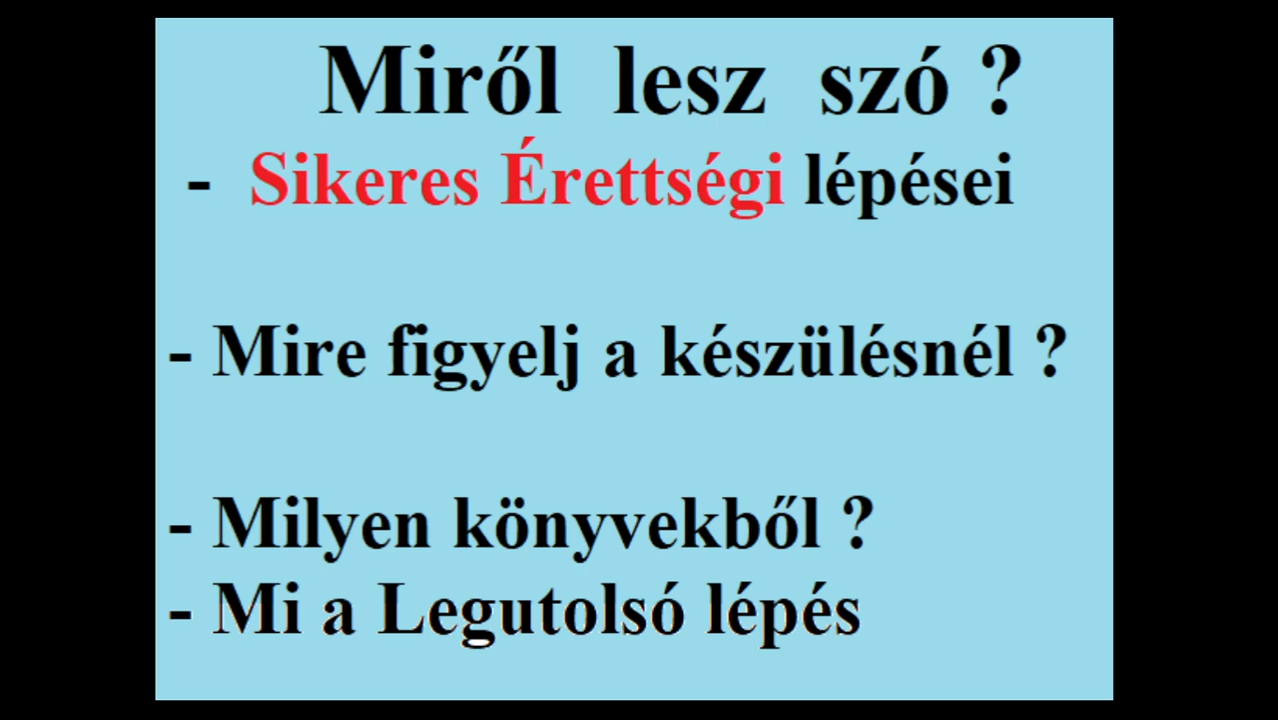 Miről lesz szó ?
- Sikeres Érettségi lépései
- Mire figyelj a készülésnél ?
- Milyen könyvekből ?
- Mi a Legutolsó lépés